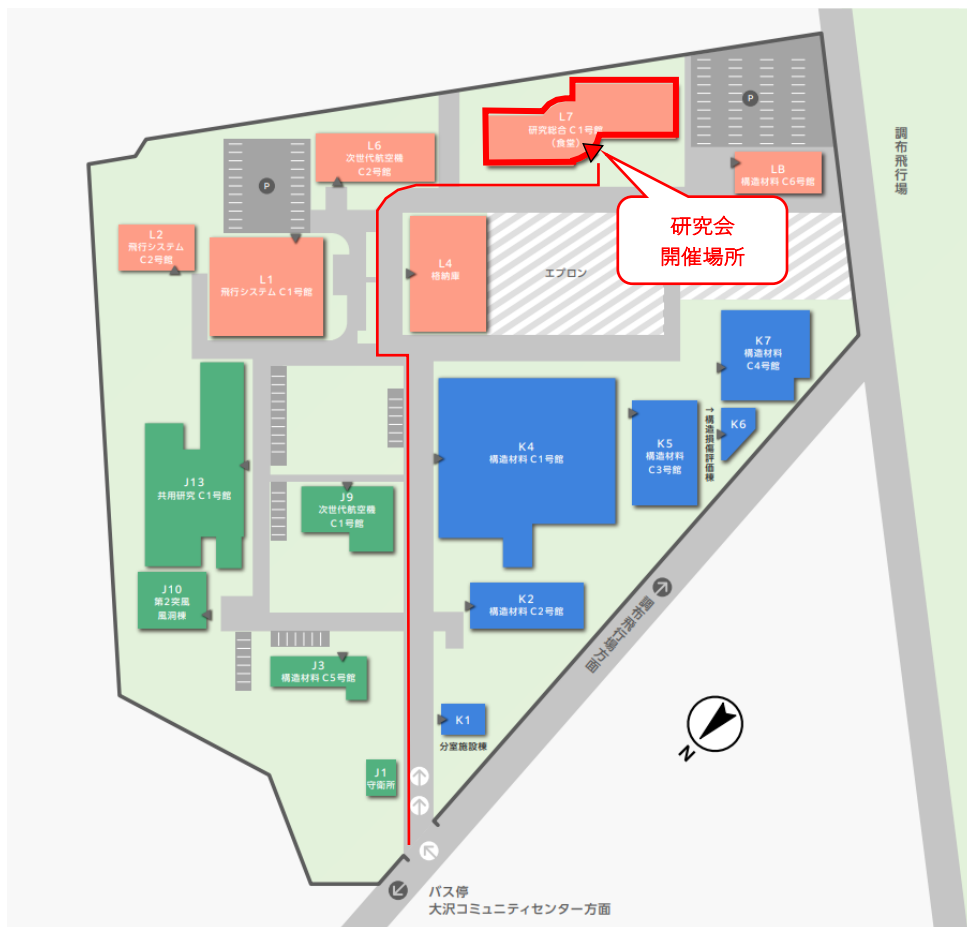 P
L7
研究総合C1号館
(食堂)
調布飛行場
L6
次世代航空機
C2号館
P
L8
構造材料C6号館
研究会
開催場所
L2
飛行システム
C2号館
L1
飛行システムC1号館
L4
格納庫
エプロン
K7
構造材料
C4号館
K4
構造材料C1号館
K5
構造材料
C3号館
→構造損傷評価棟
K6
J13
共用研究C1号館
J9
次世代航空機
C1号館
J10
第2突風
風洞棟
K2
構造材料C2号館
調布飛行場方面
J3
構造材料C5号館
K1
分室施設棟
N
J1
守衛所
バス停
大沢コミュニティセンター方面